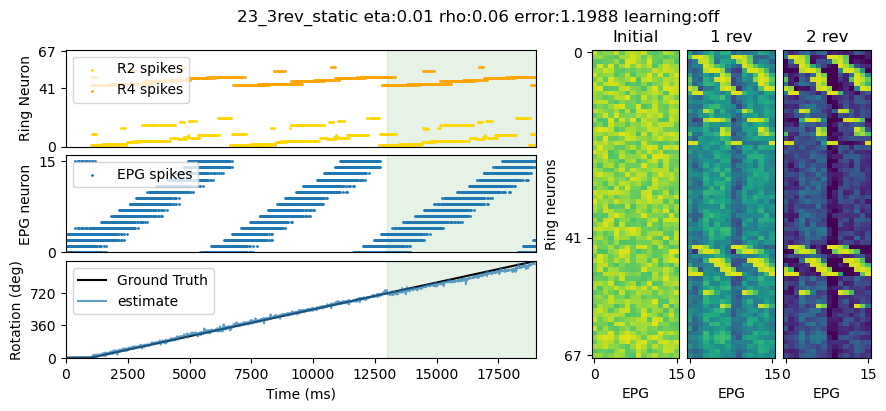 23_3rev_static eta:0.01 rho:0.06 error:1.1988 learning:off
Ring Neuron
67
41
0
R2 spikes
R4 spikes
EPG neuron
15
0
EPG spikes
Rotation (deg)
720
360
0
Ground Truth
estimate
0 2500 5000 7500 10000 12500 15000 17500
Time (ms)
Initial 1 rev 2 rev
Ring neurons
0
41
67
0 15 0 15 0 15
EPG EPG EPG